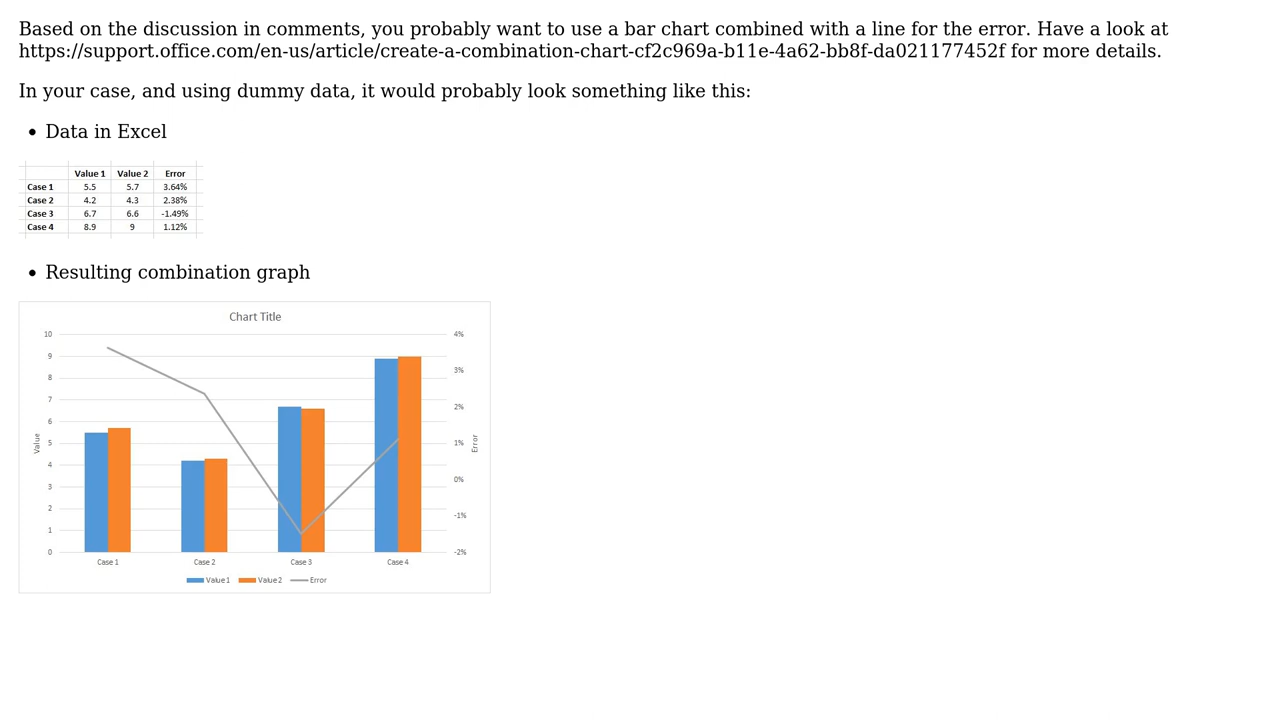 Based on the discussion in comments, you probably want to use a bar chart combined with a line for the error. Have a look at
https://support.office.com/en-us/article/create-a-combination-chart-cf2c969a-b11e-4a62-bb8f-da021177452f for more details.
In your case, and using dummy data, it would probably look something like this:
• Data in Excel
Value 1 Value 2 Error
Case 1 5.5 5.7 3.64%
Case 2 4.2 4.3 2.38%
Case 3 6.7 6.6 -1.49%
Case 4 8.9 9 1.12%
• Resulting combination graph
Chart Title
10 4%
9
8 3%
7 2%
6
5 1%
Value Error
4 0%
3
2 -1%
1
0 -2%
Case 1 Case 2 Case 3 Case 4
Value1 Value2 Error